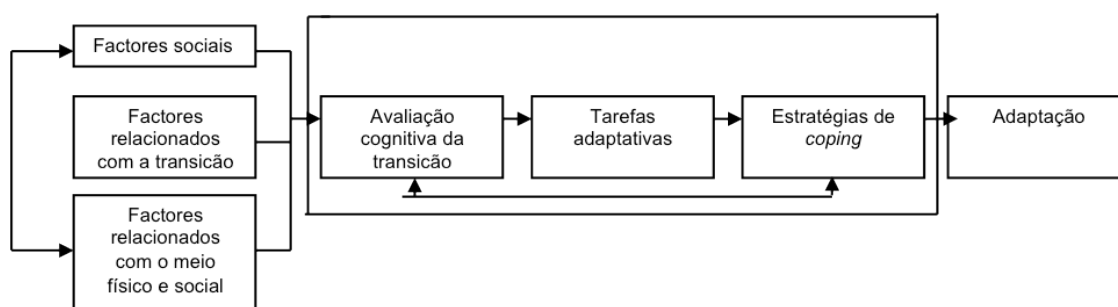 Factores sociais
Factores
relacionados
com a transicão
Factores
relacionados
com o meio
físico e social
Avaliação
cognitiva da
transicão
Tarefas
adaptativas
Estratégias de
coping
Adaptação